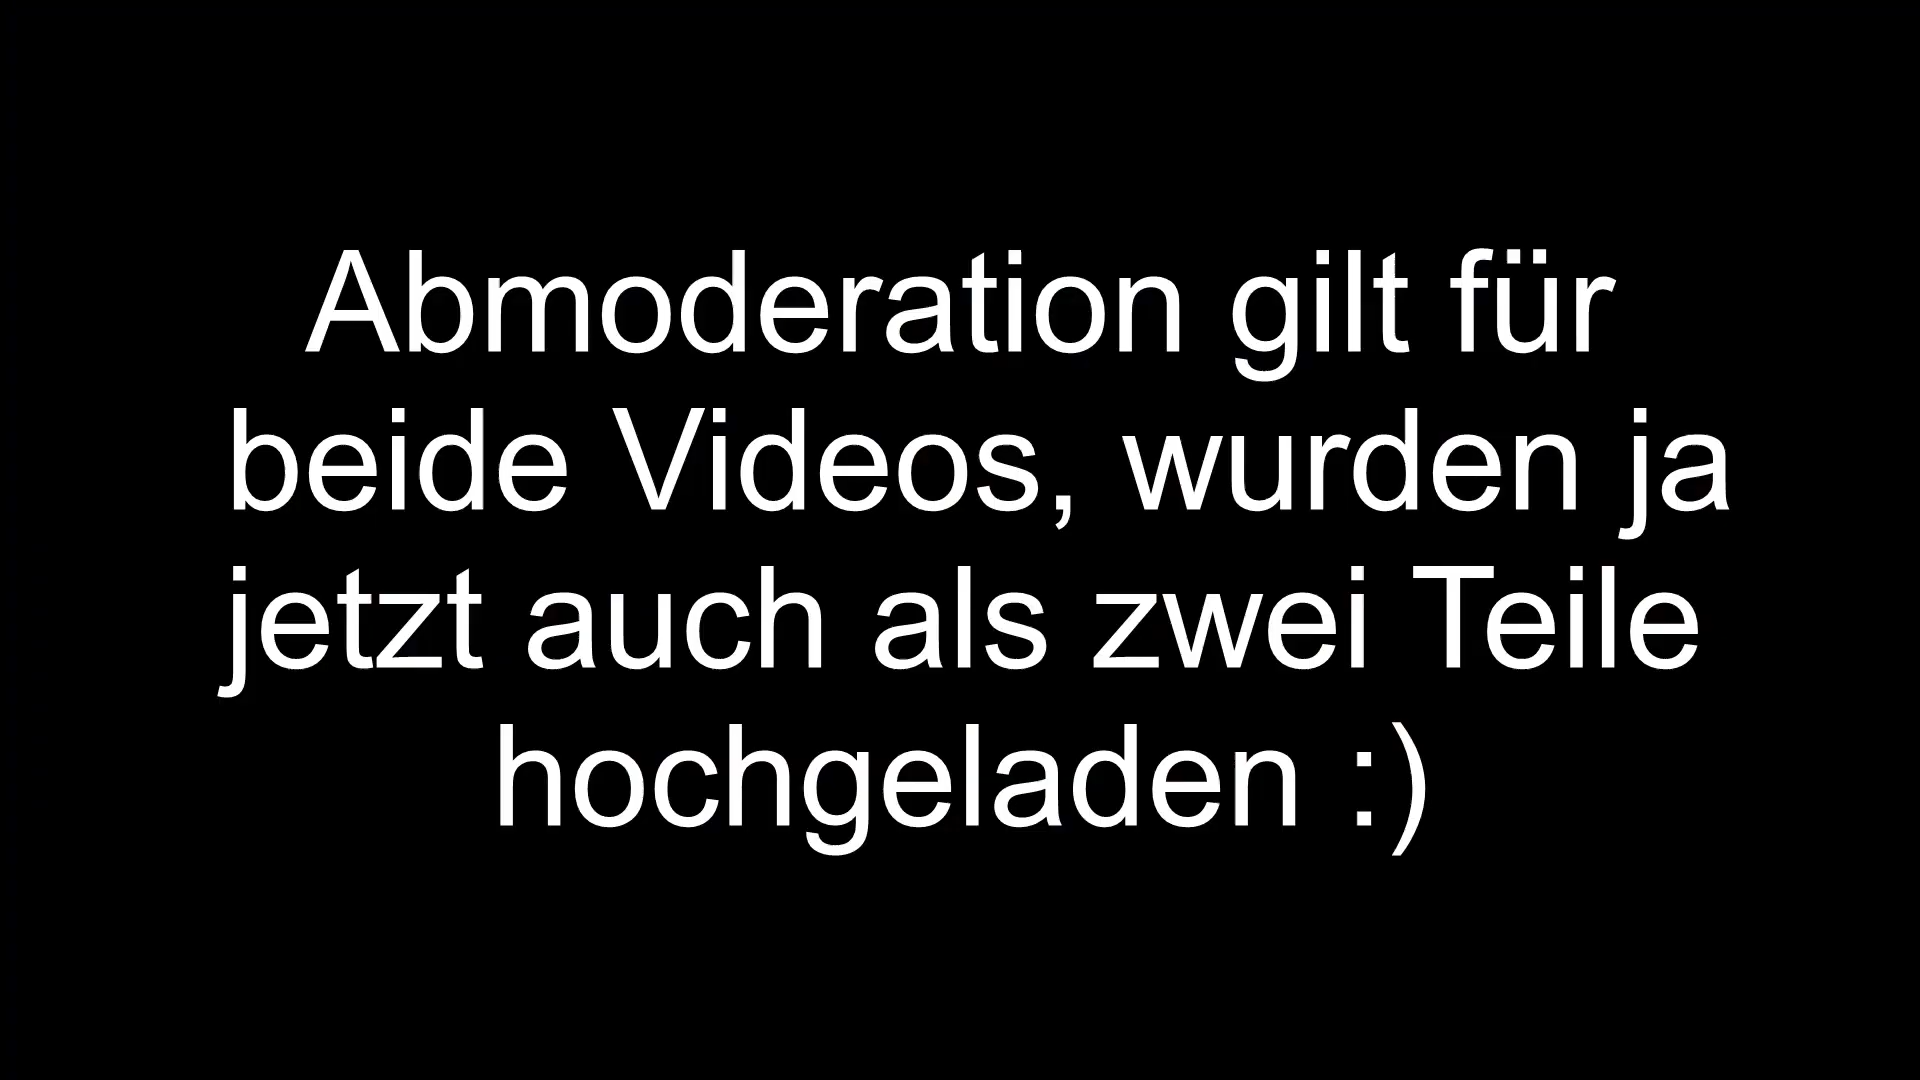 Abmoderation gilt für
beide Videos, wurden ja
jetzt auch als zwei Teile
hochgeladen :)